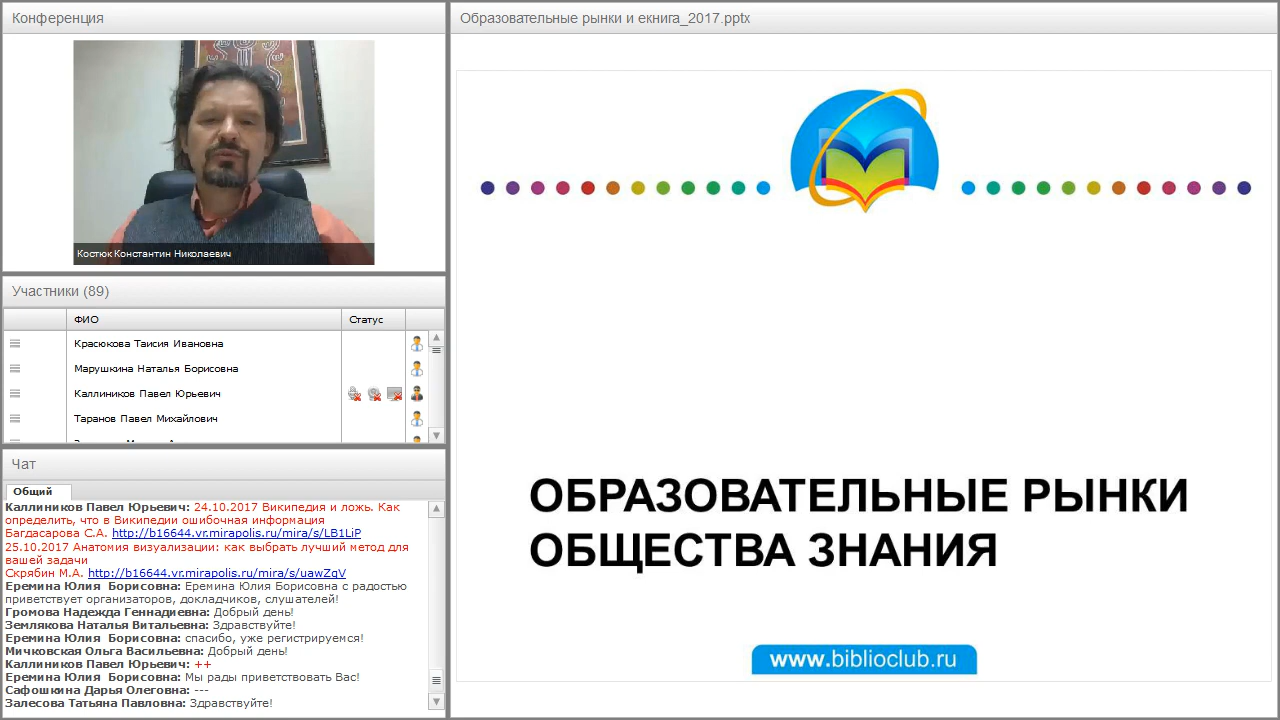 Конференция
Костюк Константин Николаевич
Участники (89)
ФИО
Статус
Красюкова Таисия Ивановна
Марушкина Наталья Борисовна
Каллиников Павел Юрьевич
Таранов Павел Михайлович
Чат
Общий
Каллиников Павел Юрьевич: 24.10.2017 Википедия и ложь. Как
определить, что в Википедии ошибочная информация
Багдасарова С.А. http://b16644.vr.mirapolis.ru/mira/s/LB1LiP
25.10.2017 Анатомия визуализации: как выбрать лучший метод для
вашей задачи
Скрябин М.А. http://b16644.vr.mirapolis.ru/mira/s/uawZqV
Еремина Юлия Борисовна: Еремина Юлия Борисовна с радостью
приветствует организаторов, докладчиков, слушателей!
Громова Надежда Геннадиевна: Добрый день!
Землякова Наталья Витальевна: Здравствуйте!
Еремина Юлия Борисовна: спасибо, уже регистрируемся!
Мичковская Ольга Васильевна: Добрый день!
Каллиников Павел Юрьевич: ++
Еремина Юлия Борисовна: Мы рады приветствовать Вас!
Сафошкина Дарья Олеговна: ---
Залесова Татьяна Павловна: Здравствуйте!
Образовательные рынки и екнига_2017.pptx
ОБРАЗОВАТЕЛЬНЫЕ РЫНКИ
ОБЩЕСТВА ЗНАНИЯ
www.biblioclub.ru